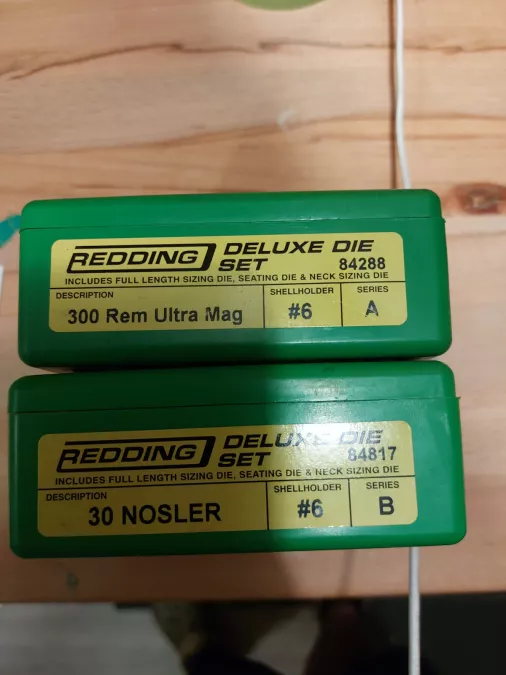 REDDING DELUXE DIE SET 84288
INCLUDES FULL LENGTH SIZING DIE, SEATING DIE & NECK SIZING DIE
DESCRIPTION SHELLHOLDER SERIES
300 Rem Ultra Mag #6 A
REDDING DELUXE DIE SET 84817
INCLUDES FULL LENGTH SIZING DIE, SEATING DIE & NECK SIZING DIE
DESCRIPTION SHELLHOLDER SERIES
30 NOSLER #6 B